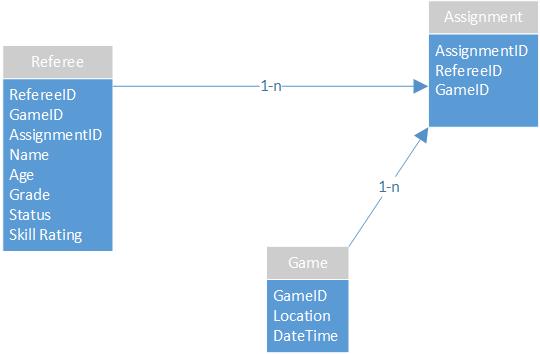 Assignment
AssignmentID
RefereeID
GameID
Referee
RefereeID
GameID
AssignmentID
Name
Age
Grade
Status
Skill Rating
1-n
1-n
Game
GameID
Location
DateTime